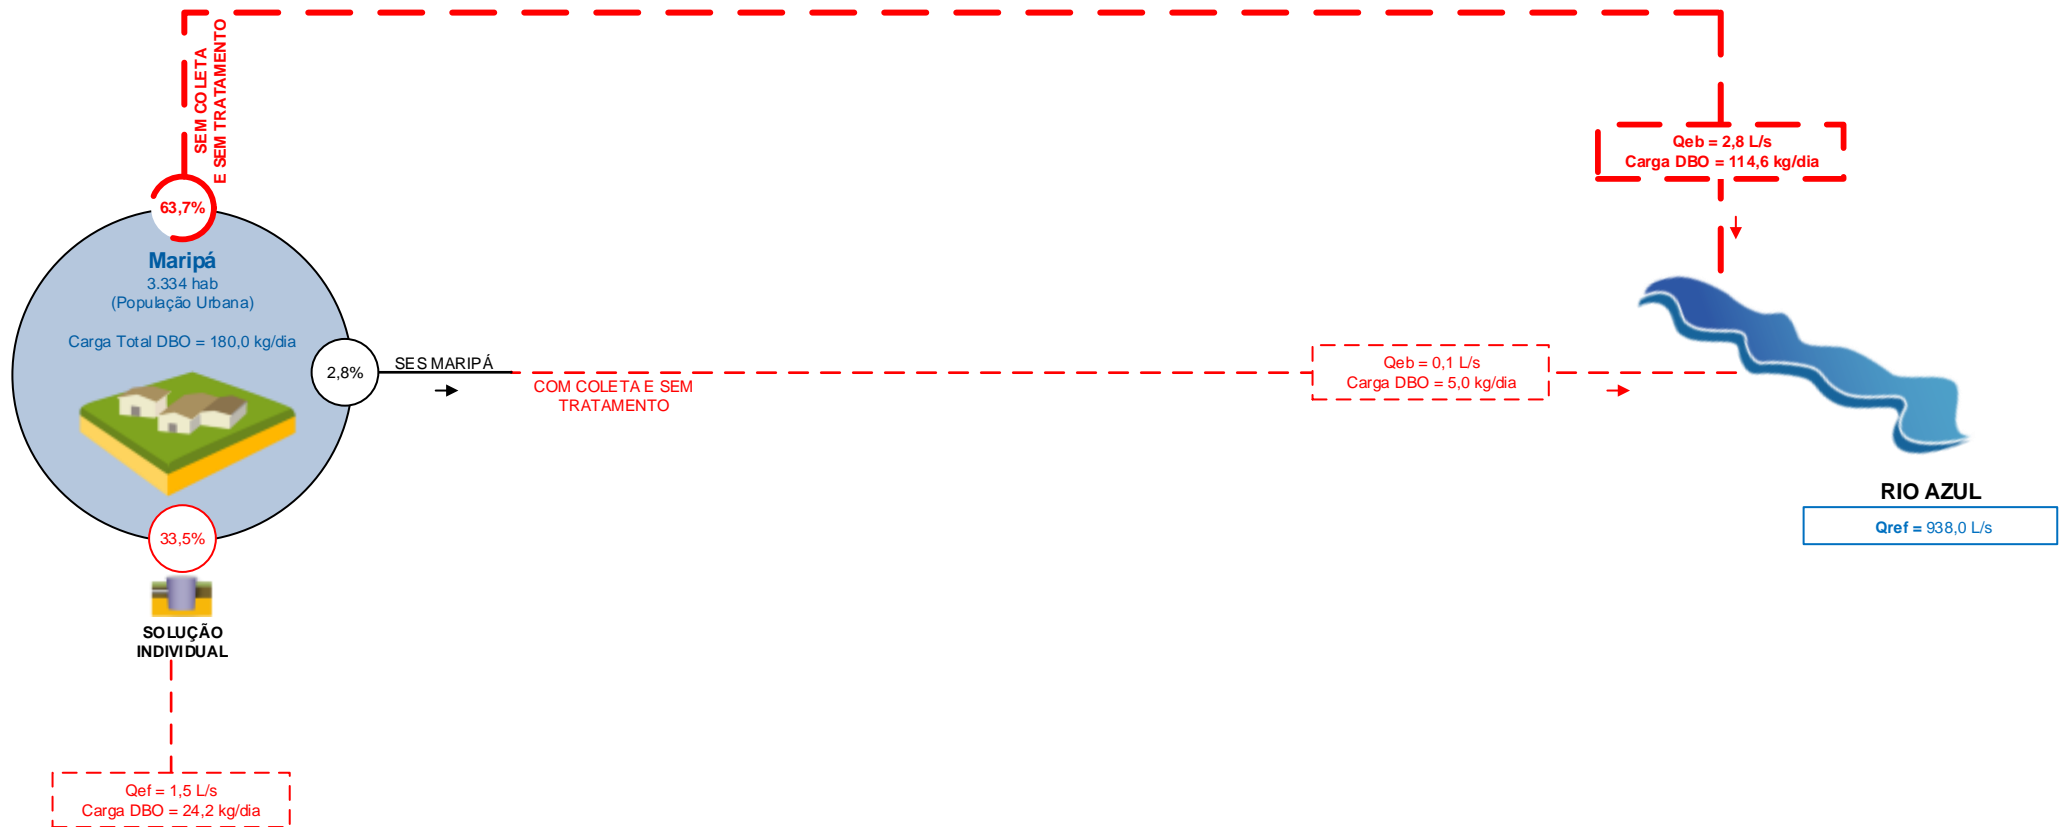 SEM COLETA
E SEM TRATAMENTO
Qeb = 2,8 L/s
Carga DBO = 114,6 kg/dia
63,7%
Maripá
3.334 hab
(População Urbana)
Carga Total DBO = 180,0 kg/dia
2,8%
SES MARIPÁ
COM COLETA E SEM
TRATAMENTO
Qeb = 0,1 L/s
Carga DBO = 5,0 kg/dia
RIO AZUL
Qref = 938,0 L/s
33,5%
SOLUÇÃO
INDIVIDUAL
Qef = 1,5 L/s
Carga DBO = 24,2 kg/dia